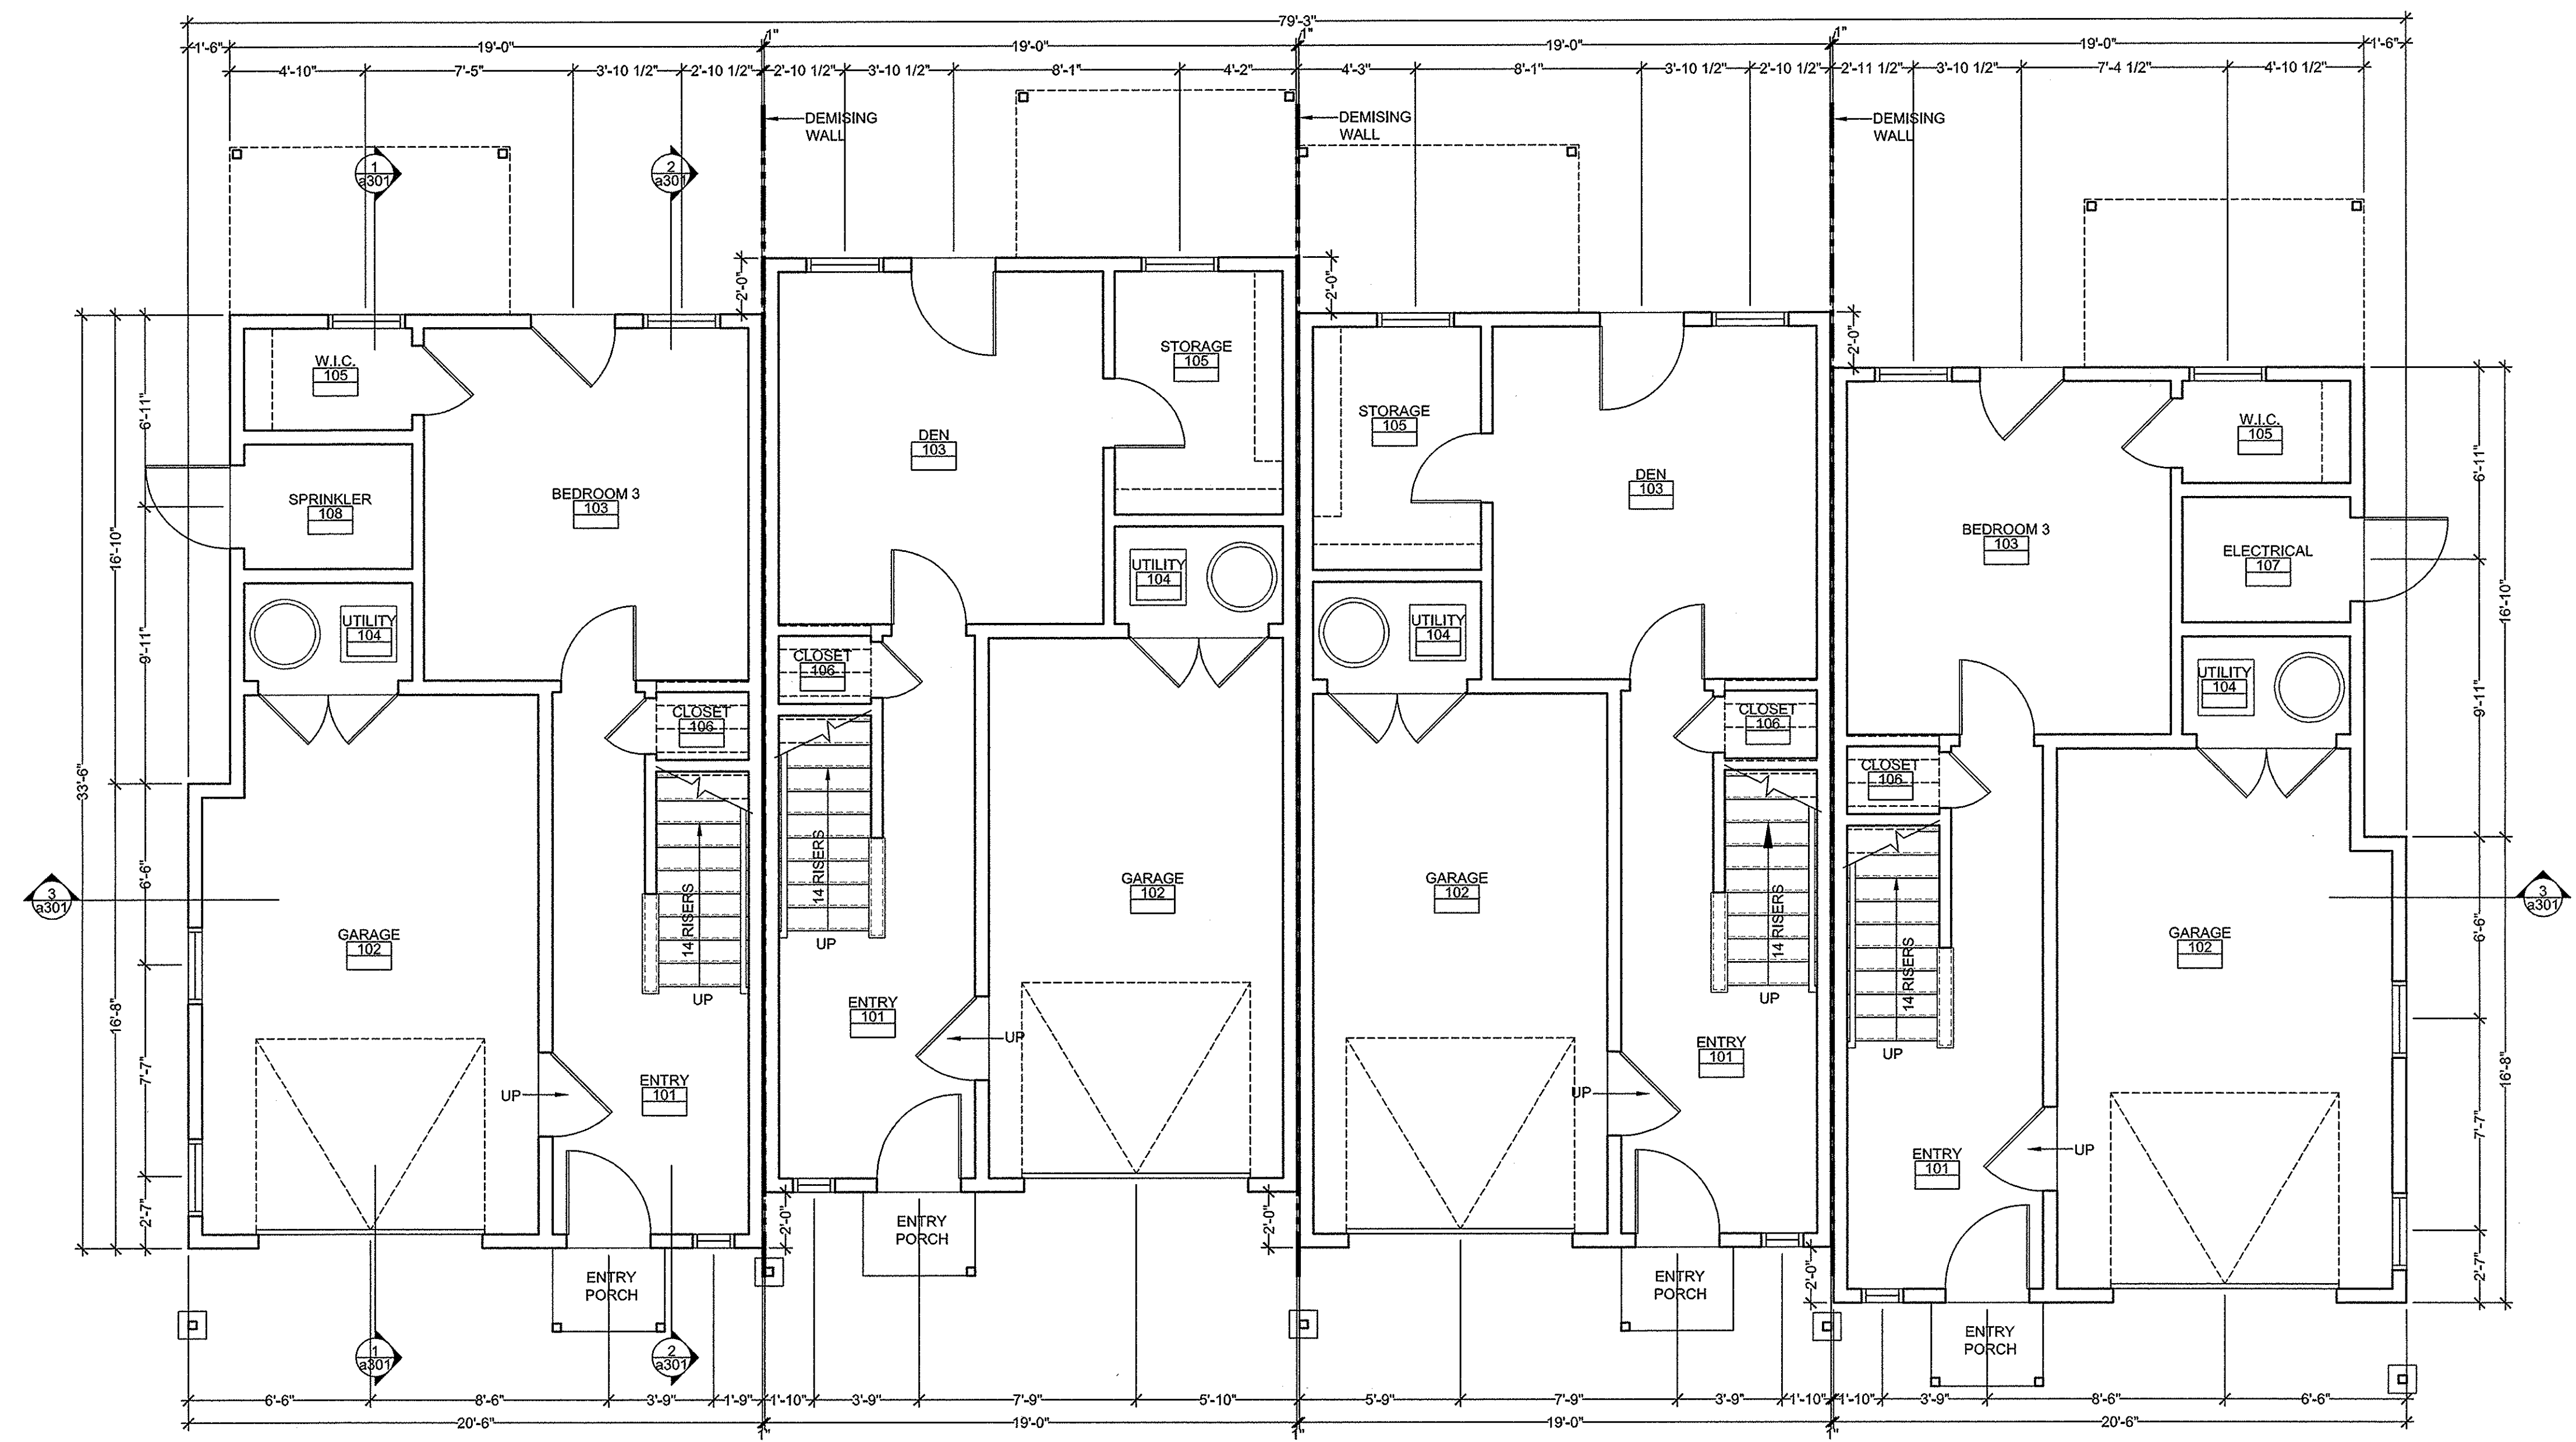 79'-3"
1'-6"
19'-0"
1"
19'-0"
1"
19'-0"
1"
19'-0"
1'-6"
4'-10"
7'-5"
3'-10 1/2"
2'-10 1/2"
2'-10 1/2"
3'-10 1/2"
8'-1"
4'-2"
4'-3"
8'-1"
3'-10 1/2"
2'-10 1/2"
2'-11 1/2"
3'-10 1/2"
7'-4 1/2"
4'-10 1/2"
DEMISING
WALL
DEMISING
WALL
DEMISING
WALL
1
a301
2
a301
2'-0"
2'-0"
2'-0"
33'-6"
16'-10"
16'-8"
6'-11"
9'-11"
6'-6"
7'-7"
2'-7"
3
a301
W.I.C.
105
SPRINKLER
108
BEDROOM 3
103
UTILITY
104
CLOSET
106
14 RISERS
UP
GARAGE
102
UP
ENTRY
101
ENTRY
PORCH
1
a301
2
a301
DEN
103
STORAGE
105
UTILITY
104
CLOSET
106
14 RISERS
UP
GARAGE
102
ENTRY
101
UP
ENTRY
PORCH
2'-0"
2'-0"
STORAGE
105
DEN
103
UTILITY
104
CLOSET
106
14 RISERS
UP
GARAGE
102
UP
ENTRY
101
ENTRY
PORCH
2'-0"
BEDROOM 3
103
W.I.C.
105
ELECTRICAL
107
UTILITY
104
CLOSET
106
14 RISERS
UP
GARAGE
102
ENTRY
101
UP
ENTRY
PORCH
6'-11"
9'-11"
6'-6"
7'-7"
2'-7"
16'-10"
16'-8"
3
a301
6'-6"
8'-6"
3'-9"
1'-9"
1'-10"
3'-9"
7'-9"
5'-10"
5'-9"
7'-9"
3'-9"
1'-10"
1'-10"
3'-9"
8'-6"
6'-6"
20'-6"
19'-0"
19'-0"
20'-6"